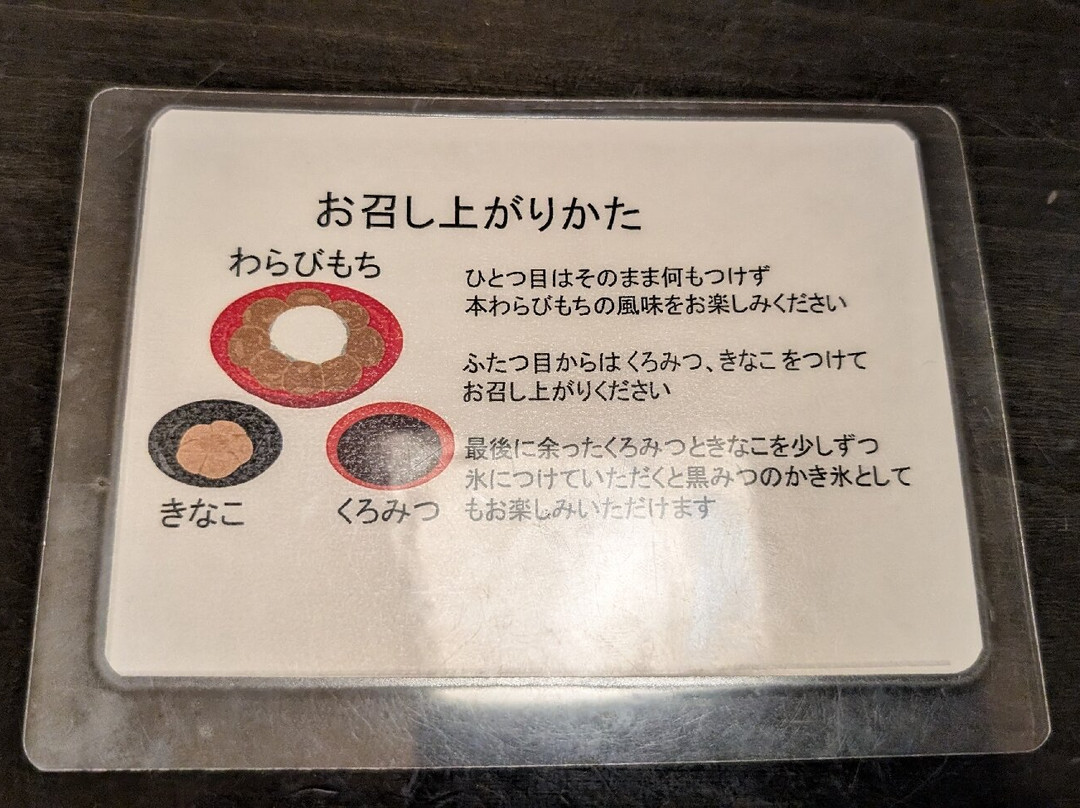 お召し上がりかた
わらびもち
きなこ
くろみつ
ひとつ目はそのまま何もつけず
本わらびもちの風味をお楽しみください
ふたつ目からはくろみつ、きなこをつけて
お召し上がりください
最後に余ったくろみつときなこを少しずつ
氷につけていただくと黒みつのかき氷として
もお楽しみいただけます